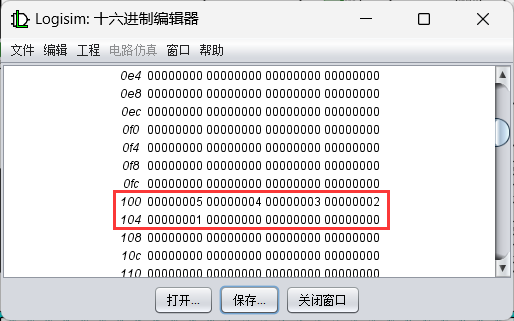 Logisim: 十六进制编辑器
文件 编辑 工程 电路仿真 窗口 帮助
0e4 00000000 00000000 00000000 00000000
0e8 00000000 00000000 00000000 00000000
0ec 00000000 00000000 00000000 00000000
0f0 00000000 00000000 00000000 00000000
0f4 00000000 00000000 00000000 00000000
0f8 00000000 00000000 00000000 00000000
0fc 00000000 00000000 00000000 00000000
100 00000005 00000004 00000003 00000002
104 00000001 00000000 00000000 00000000
108 00000000 00000000 00000000 00000000
10c 00000000 00000000 00000000 00000000
110 00000000 00000000 00000000 00000000
打开... 保存... 关闭窗口